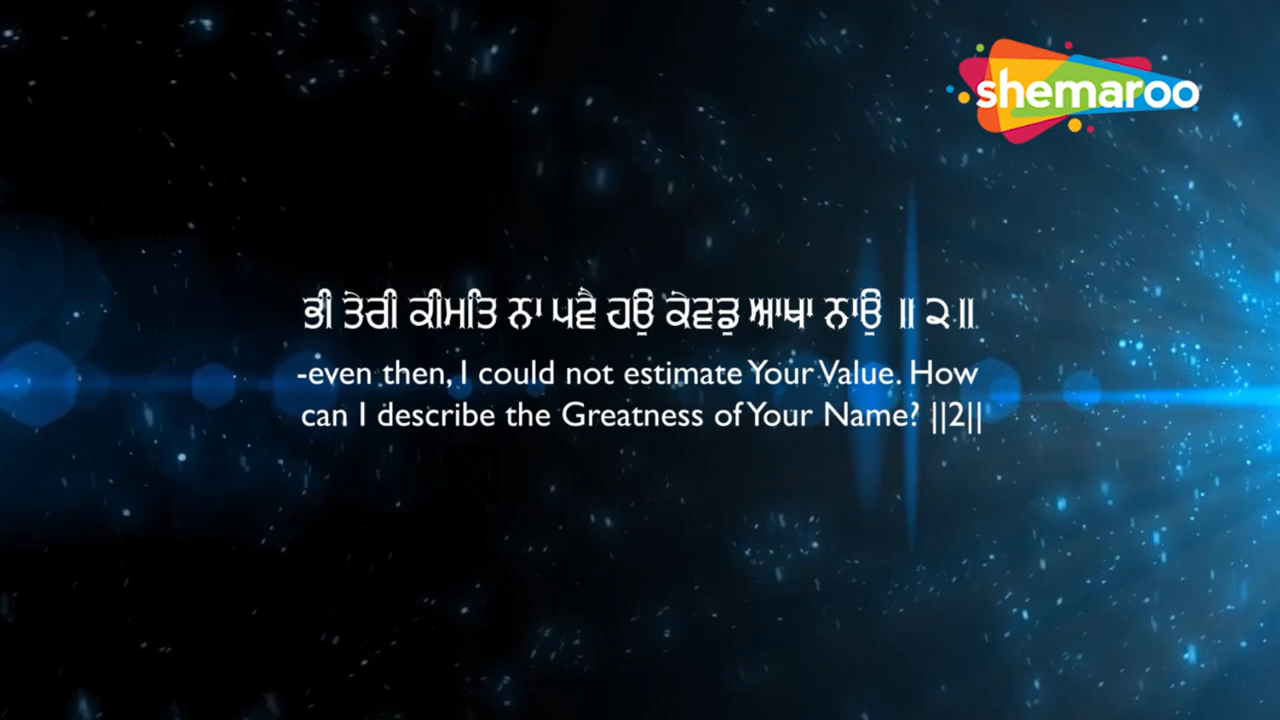 shemaroo
ਭੀ ਤੇਰੀ ਕੀਮਤਿ ਨਾ ਪਵੈ ਹਉ ਕੇਵਡੁ ਆਖਾ ਨਾਉ ॥ ੨॥
-even then, I could not estimate Your Value. How
can I describe the Greatness of Your Name? ||2||